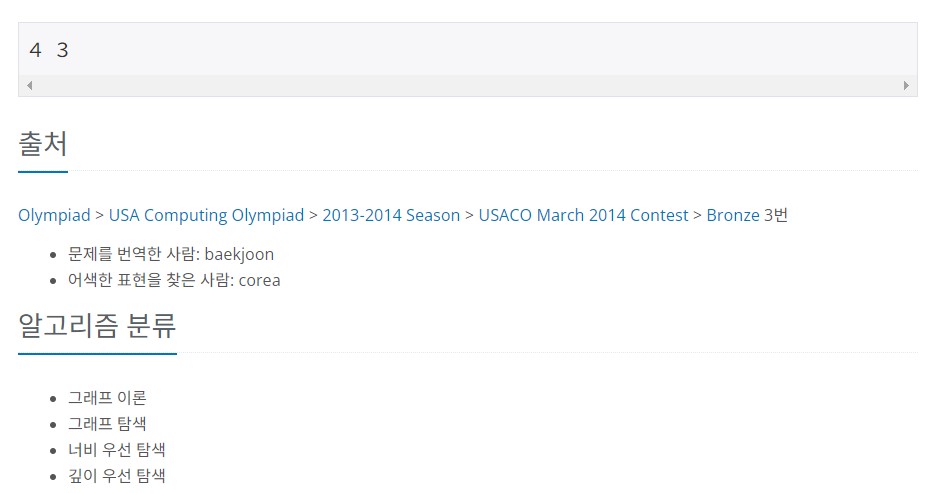 4 3
출처
Olympiad > USA Computing Olympiad > 2013-2014 Season > USACO March 2014 Contest > Bronze 3번
문제를 번역한 사람: baekjoon
어색한 표현을 찾은 사람: corea
알고리즘 분류
그래프 이론
그래프 탐색
너비 우선 탐색
깊이 우선 탐색